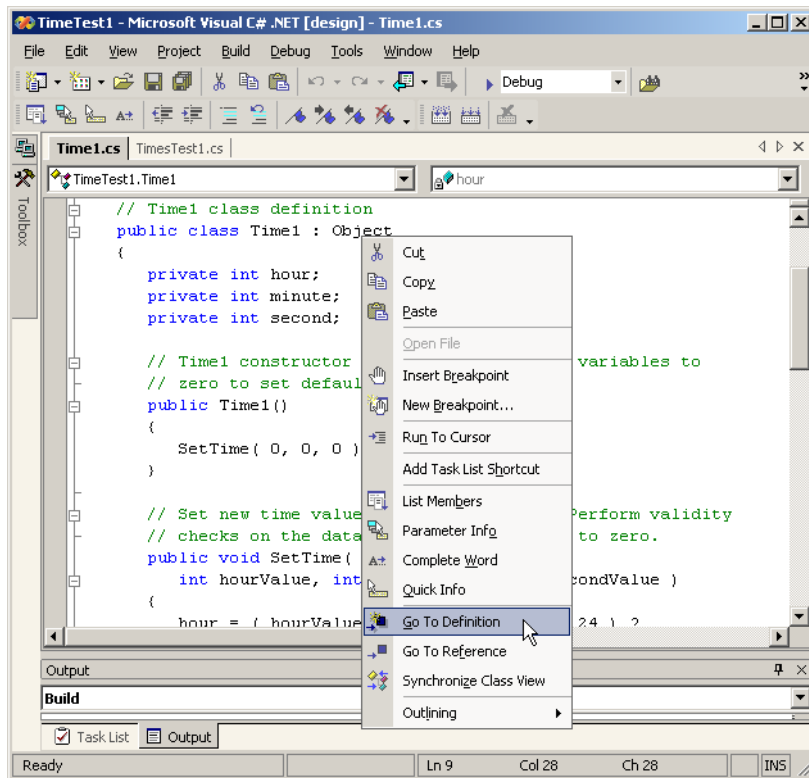 TimeTest1 - Microsoft Visual C# .NET [design] - Time1.cs
File Edit View Project Build Debug Tools Window Help
Debug
Time1.cs TimesTest1.cs
TimeTest1.Time1 hour
Toolbox
// Time1 class definition
public class Time1 : Object
{
private int hour;
private int minute;
private int second;
// Time1 constructor variables to
// zero to set defaul
public Time1()
{
SetTime( 0, 0, 0 )
}
// Set new time value Perform validity
// checks on the data to zero.
public void SetTime(
int hourValue, int condValue )
{
hour = ( hourValue 24 ) ?
Cut
Copy
Paste
Open File
Insert Breakpoint
New Breakpoint...
Run To Cursor
Add Task List Shortcut
List Members
Parameter Info
Complete Word
Quick Info
Go To Definition
Go To Reference
Synchronize Class View
Outlining
Output
Build
Task List Output
Ready Ln 9 Col 28 Ch 28 INS